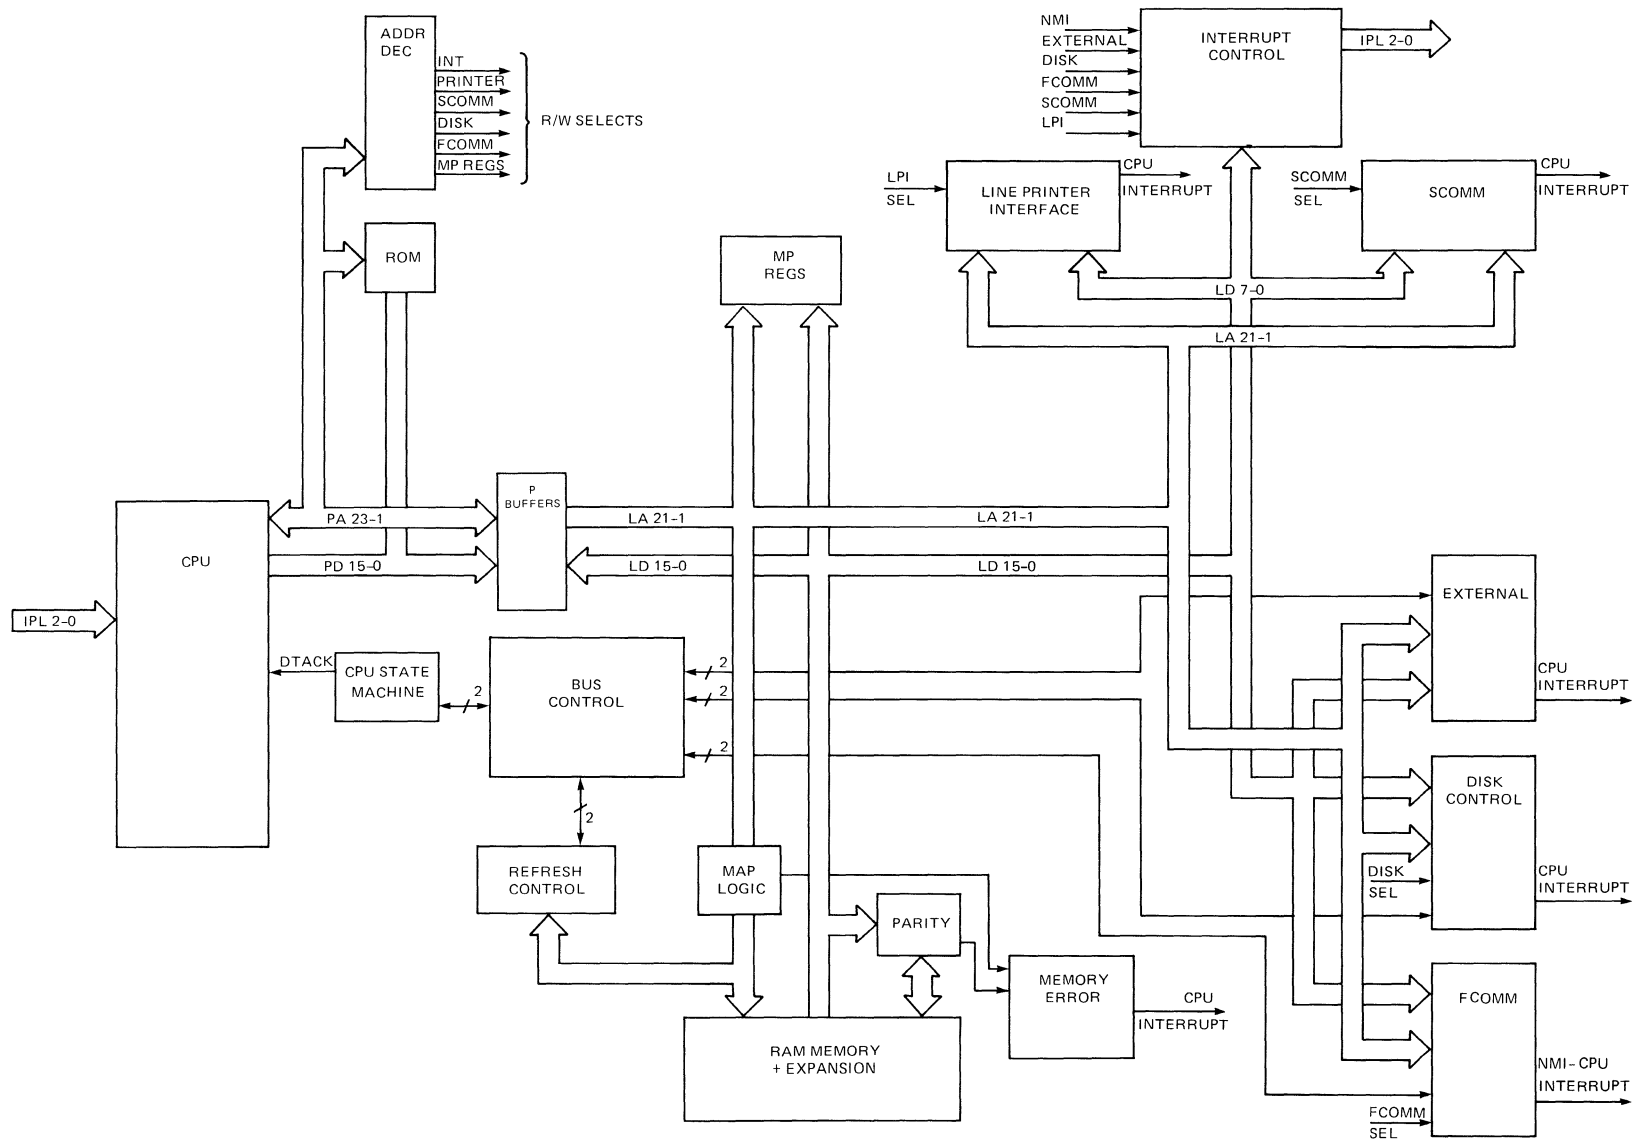 ADDR
DEC
INT
PRINTER
SCOMM
DISK
FCOMM
MP REGS
R/W SELECTS
NMI
EXTERNAL
DISK
FCOMM
SCOMM
LPI
INTERRUPT
CONTROL
IPL 2-0
LPI
SEL
LINE PRINTER
INTERFACE
CPU
INTERRUPT
SCOMM
SEL
SCOMM
CPU
INTERRUPT
ROM
MP
REGS
LD 7-0
LA 21-1
CPU
PA 23-1
PD 15-0
P
BUFFERS
LA 21-1
LA 21-1
LD 15-0
LD 15-0
IPL 2-0
DTACK
CPU STATE
MACHINE
2
BUS
CONTROL
2
2
2
2
EXTERNAL
CPU
INTERRUPT
DISK
CONTROL
DISK
SEL
CPU
INTERRUPT
REFRESH
CONTROL
MAP
LOGIC
PARITY
MEMORY
ERROR
CPU
INTERRUPT
RAM MEMORY
+ EXPANSION
FCOMM
NMI-CPU
INTERRUPT
FCOMM
SEL